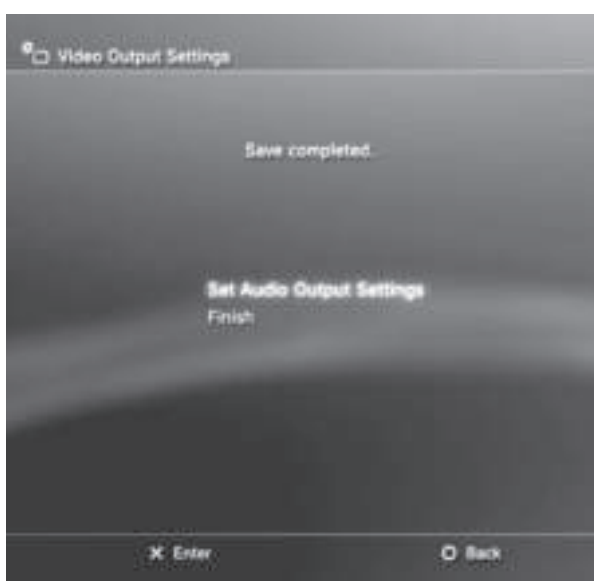 Video Output Settings
Save completed.
Set Audio Output Settings
Finish
X Enter
O Back